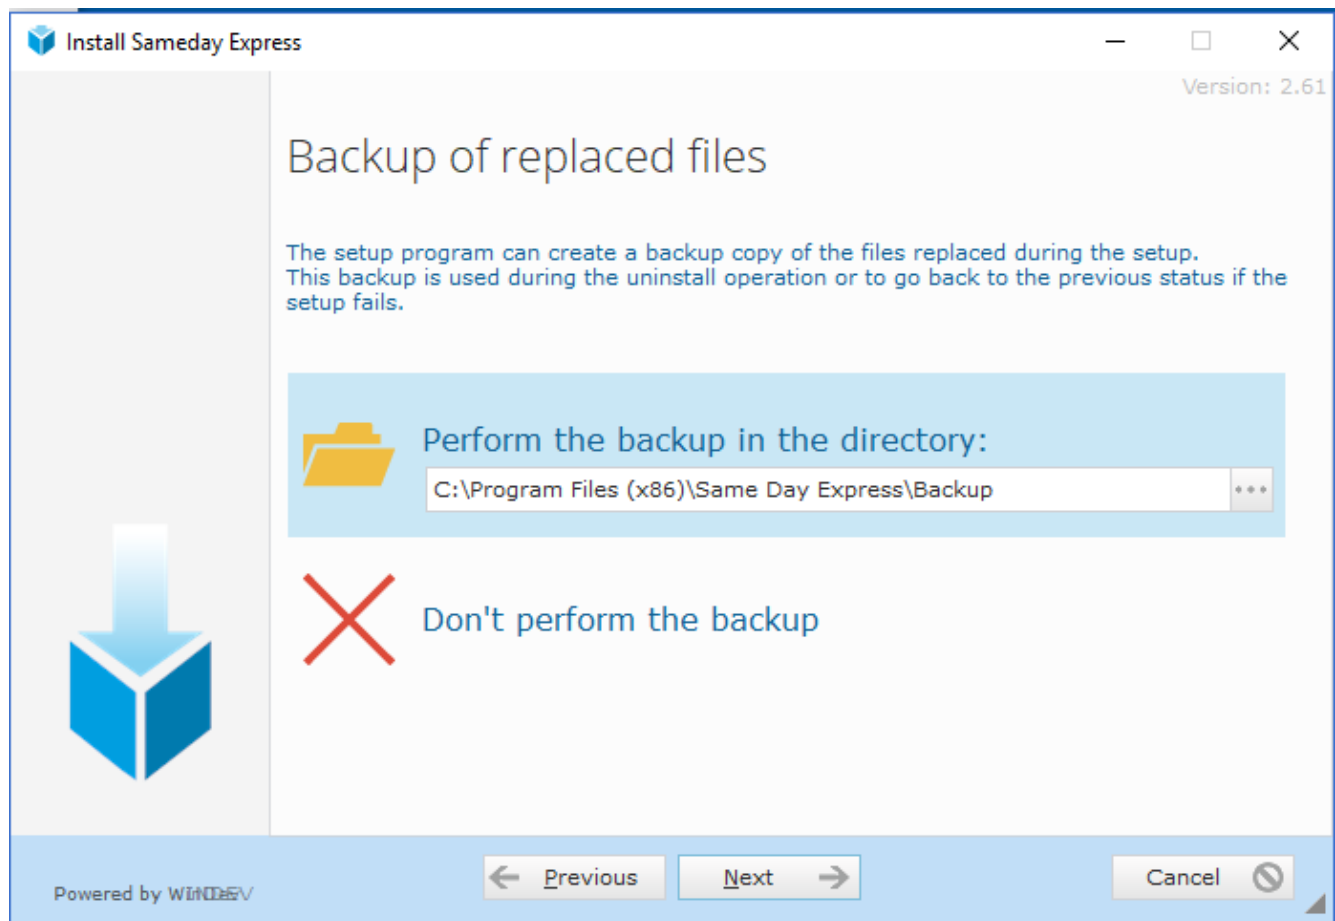 Install Sameday Express
Version: 2.61
Backup of replaced files
The setup program can create a backup copy of the files replaced during the setup.
This backup is used during the uninstall operation or to go back to the previous status if the
setup fails.
Perform the backup in the directory:
C:\Program Files (x86)\Same Day Express\Backup
Don't perform the backup
Previous
Next
Cancel
Powered by